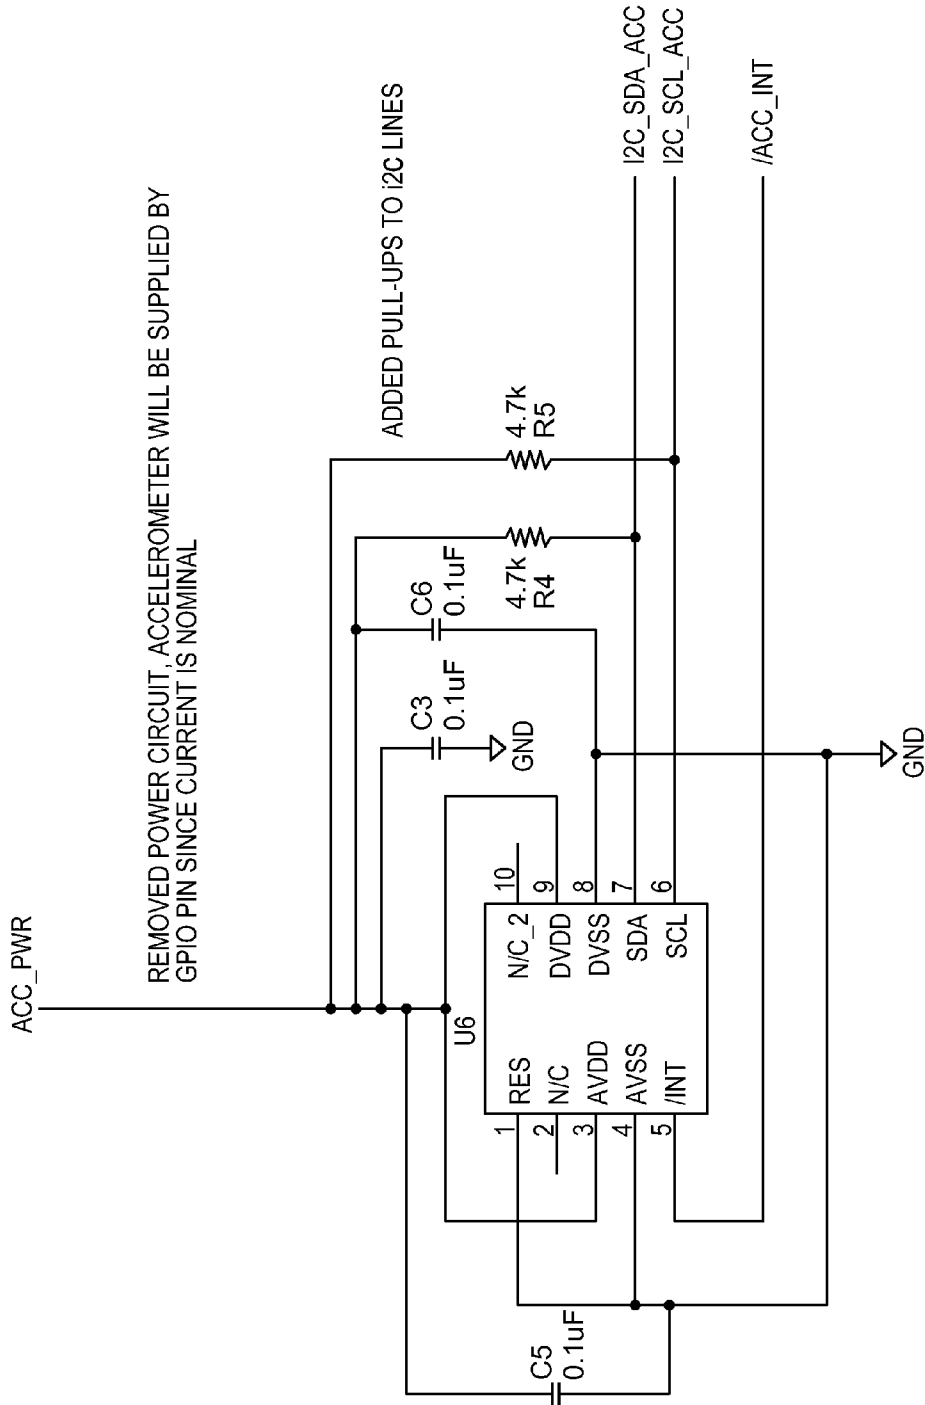 ACC_PWR
REMOVED POWER CIRCUIT, ACCELEROMETER WILL BE SUPPLIED BY
GPIO PIN SINCE CURRENT IS NOMINAL
ADDED PULL-UPS TO i2C LINES
I2C_SDA_ACC
I2C_SCL_ACC
/ACC_INT
4.7k
R5
4.7k
R4
C6
0.1uF
C3
0.1uF
GND
GND
U6
1
RES
2
N/C
3
AVDD
4
AVSS
5
/INT
N/C_2
10
DVDD
9
DVSS
8
SDA
7
SCL
6
C5
0.1uF